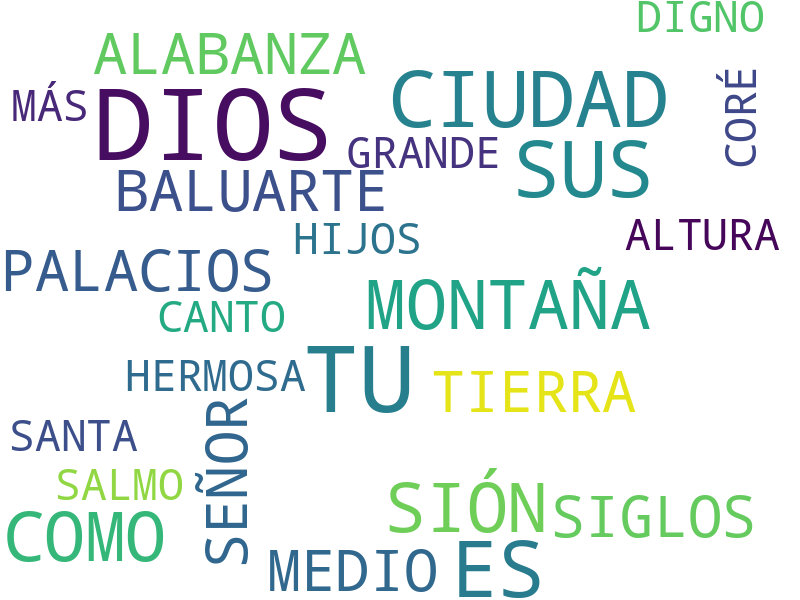 DIGNO
ALABANZA
CIUDAD
CORÉ
MÁS
DIOS
GRANDE
SUS
BALUARTE
HIJOS
ALTURA
PALACIOS
MONTAÑA
CANTO
HERMOSA
TU
TIERRA
SANTA
SEÑOR
SALMO
SIÓN
SIGLOS
COMO
MEDIO
ES